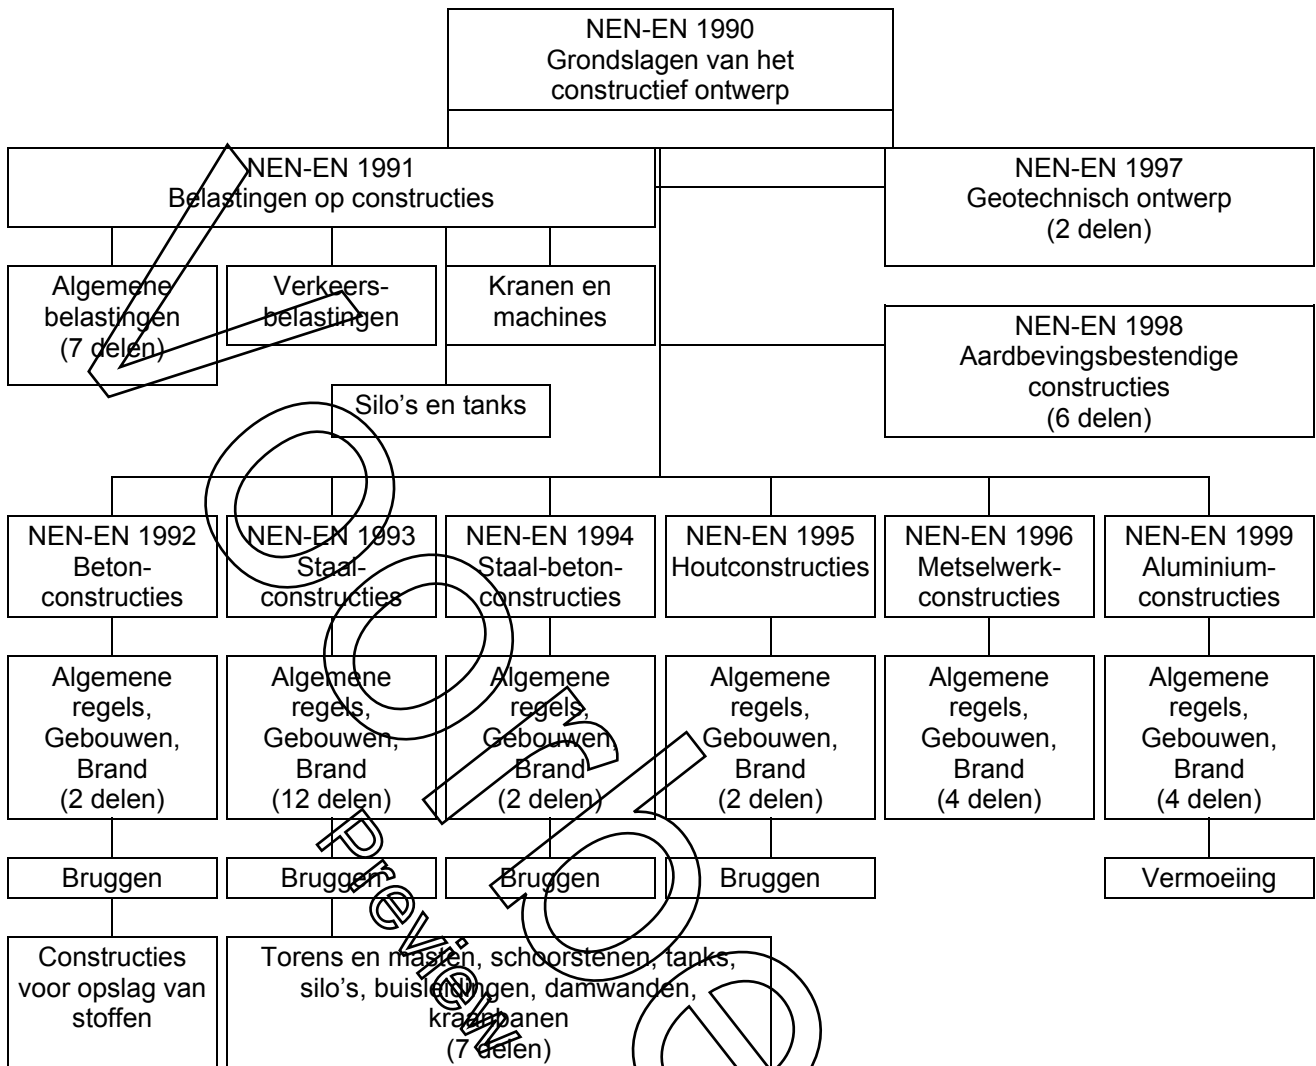 NEN-EN 1990
Grondslagen van het
constructief ontwerp
NEN-EN 1991
Belastingen op constructies
NEN-EN 1997
Geotechnisch ontwerp
(2 delen)
Algemene
belastingen
(7 delen)
Verkeers-
belastingen
Kranen en
machines
Silo's en tanks
NEN-EN 1998
Aardbevingsbestendige
constructies
(6 delen)
NEN-EN 1992
Beton-
constructies
NEN-EN 1993
Staal-
constructies
NEN-EN 1994
Staal-beton-
constructies
NEN-EN 1995
Houtconstructies
NEN-EN 1996
Metselwerk-
constructies
NEN-EN 1999
Aluminium-
constructies
Algemene
regels,
Gebouwen,
Brand
(2 delen)
Algemene
regels,
Gebouwen,
Brand
(12 delen)
Algemene
regels,
Gebouwen,
Brand
(2 delen)
Algemene
regels,
Gebouwen,
Brand
(2 delen)
Algemene
regels,
Gebouwen,
Brand
(4 delen)
Algemene
regels,
Gebouwen,
Brand
(4 delen)
Bruggen
Bruggen
Bruggen
Bruggen
Vermoeiing
Constructies
voor opslag van
stoffen
Torens en masten, schoorstenen, tanks,
silo's, buisleidingen, damwanden,
kraanbanen
(7 delen)
Voorbe
Preview